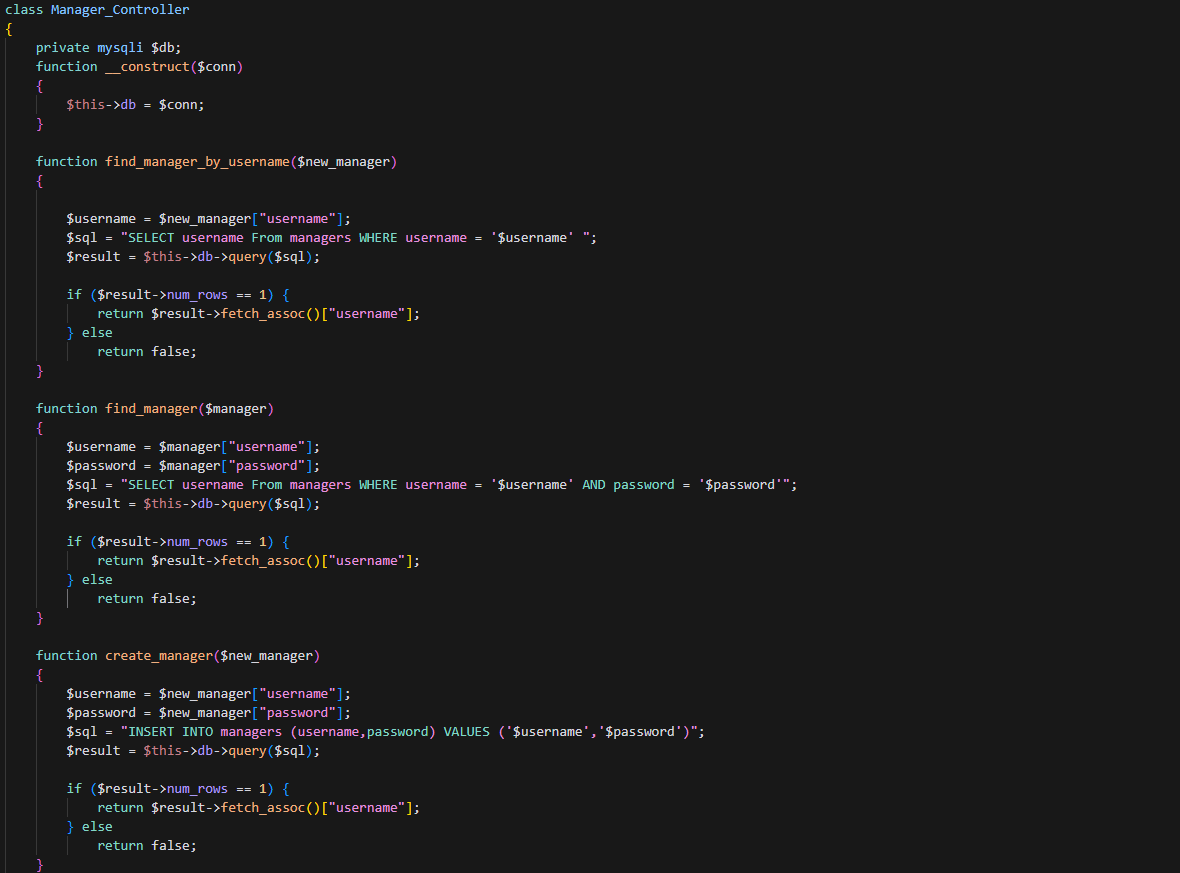 class Manager_Controller
{
private mysqli $db;
function __construct($conn)
{
$this->db = $conn;
}
function find_manager_by_username($new_manager)
{
$username = $new_manager["username"];
$sql = "SELECT username From managers WHERE username = '$username' ";
$result = $this->db->query($sql);
if ($result->num_rows == 1) {
return $result->fetch_assoc()["username"];
} else
return false;
}
function find_manager($manager)
{
$username = $manager["username"];
$password = $manager["password"];
$sql = "SELECT username From managers WHERE username = '$username' AND password = '$password'";
$result = $this->db->query($sql);
if ($result->num_rows == 1) {
return $result->fetch_assoc()["username"];
} else
return false;
}
function create_manager($new_manager)
{
$username = $new_manager["username"];
$password = $new_manager["password"];
$sql = "INSERT INTO managers (username,password) VALUES ('$username','$password')";
$result = $this->db->query($sql);
if ($result->num_rows == 1) {
return $result->fetch_assoc()["username"];
} else
return false;
}